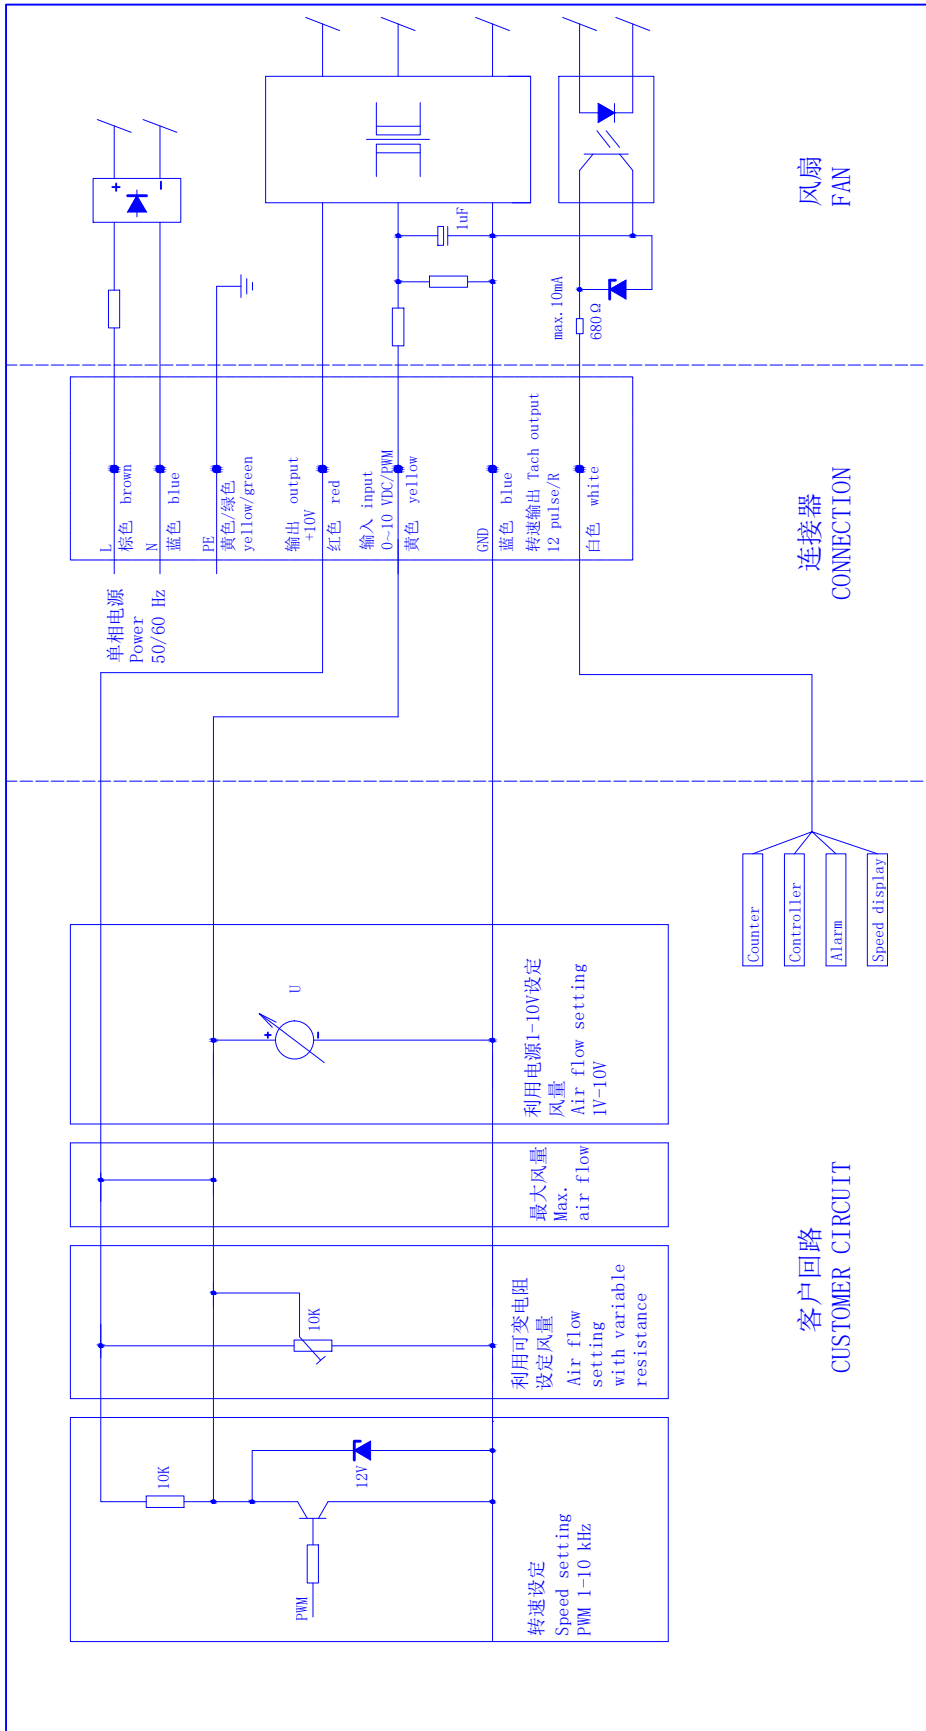 风扇
FAN
+
-
1uF
max. 10mA
680Ω
连接器
CONNECTION
L
棕色 brown
N
蓝色 blue
PE
黄色/绿色
yellow/green
输出 output
+10V
红色 red
输入 input
0~10 VDC/PWM
黄色 yellow
GND
蓝色 blue
转速输出 Tach output
12 pulse/R
白色 white
单相电源
Power
50/60 Hz
客户回路
CUSTOMER CIRCUIT
Counter
Controller
Alarm
Speed display
U
+
-
利用电源1-10V设定
风量
Air flow setting
1V-10V
最大风量
Max.
air flow
10K
利用可变电阻
设定风量
Air flow
setting
with variable
resistance
10K
12V
PWM
转速设定
Speed setting
PWM 1-10 kHz